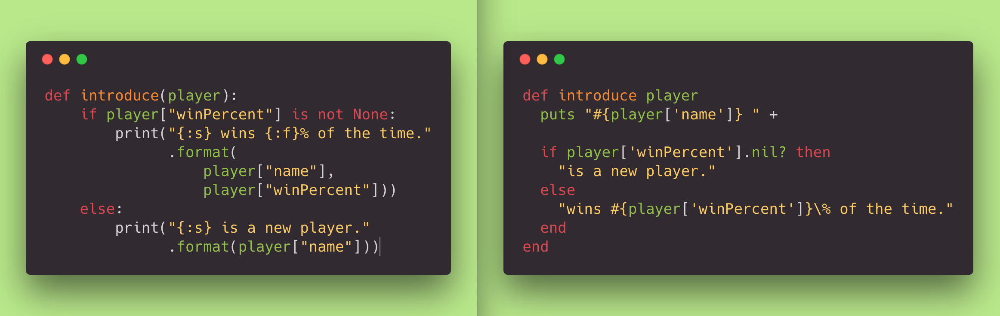 def introduce(player):
    if player["winPercent"] is not None:
        print("{:s} wins {:f}% of the time."
              .format(
                  player["name"],
                  player["winPercent"]))
    else:
        print("{:s} is a new player."
              .format(player["name"]))
def introduce player
  puts "#{player['name']} " +

  if player['winPercent'].nil? then
    "is a new player."
  else
    "wins #{player['winPercent']}\% of the time."
  end
end